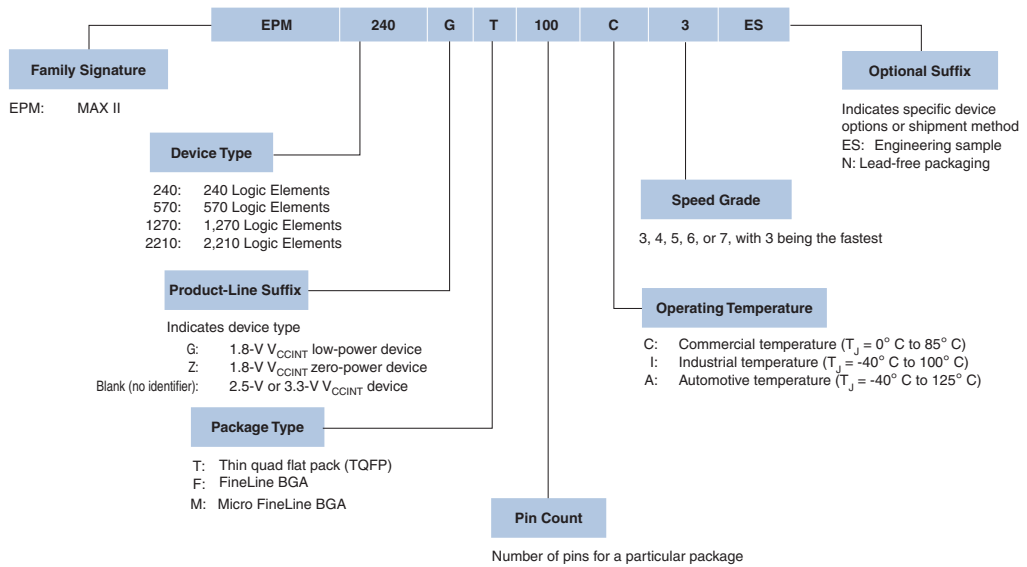 EPM 240 G T 100 C 3 ES
Family Signature
EPM: MAX II
Optional Suffix
Indicates specific device
options or shipment method
ES: Engineering sample
N: Lead-free packaging
Device Type
240: 240 Logic Elements
570: 570 Logic Elements
1270: 1,270 Logic Elements
2210: 2,210 Logic Elements
Speed Grade
3, 4, 5, 6, or 7, with 3 being the fastest
Product-Line Suffix
Indicates device type
G: 1.8-V VCCINT low-power device
Z: 1.8-V VCCINT zero-power device
Blank (no identifier): 2.5-V or 3.3-V VCCINT device
Operating Temperature
C: Commercial temperature (TJ = 0° C to 85° C)
I: Industrial temperature (TJ = -40° C to 100° C)
A: Automotive temperature (TJ = -40° C to 125° C)
Package Type
T: Thin quad flat pack (TQFP)
F: FineLine BGA
M: Micro FineLine BGA
Pin Count
Number of pins for a particular package